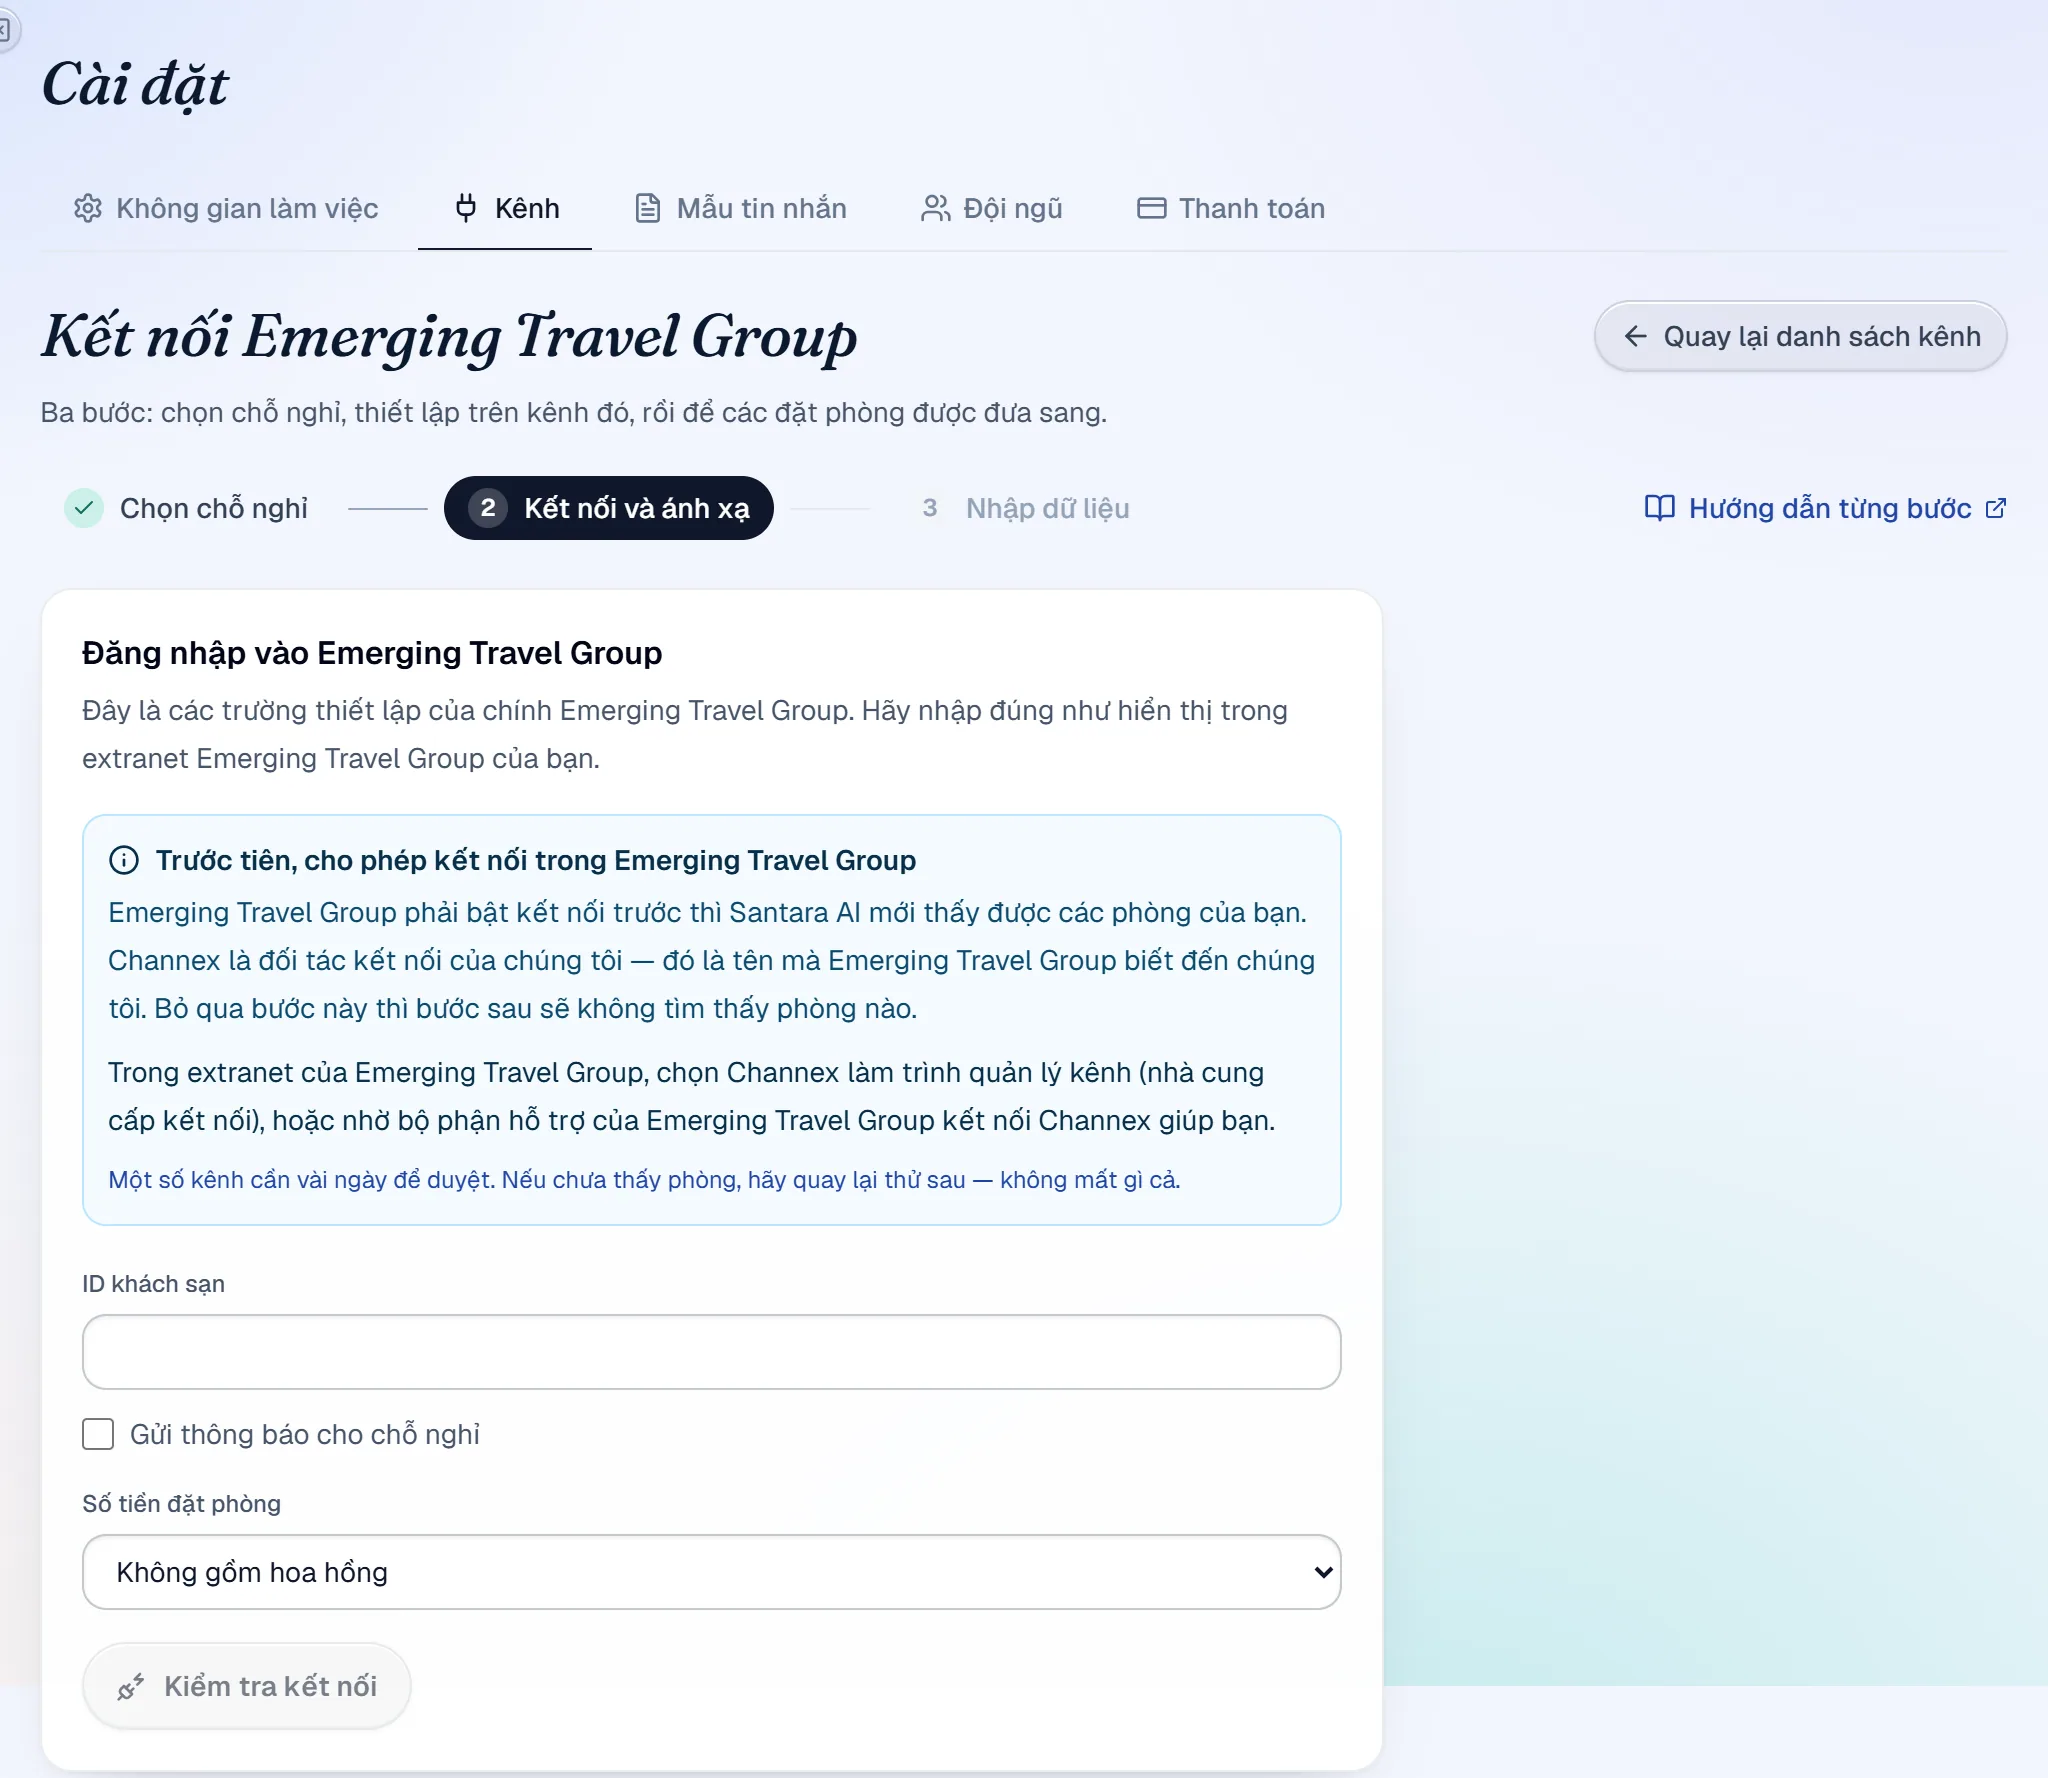 Cài đặt
Không gian làm việc
Kênh
Mẫu tin nhắn
Đội ngũ
Thanh toán
Kết nối Emerging Travel Group
Quay lại danh sách kênh
Ba bước: chọn chỗ nghỉ, thiết lập trên kênh đó, rồi để các đặt phòng được đưa sang.
Chọn chỗ nghỉ
2 Kết nối và ánh xạ
3 Nhập dữ liệu
Hướng dẫn từng bước
Đăng nhập vào Emerging Travel Group
Đây là các trường thiết lập của chính Emerging Travel Group. Hãy nhập đúng như hiển thị trong
extranet Emerging Travel Group của bạn.
Trước tiên, cho phép kết nối trong Emerging Travel Group
Emerging Travel Group phải bật kết nối trước thì Santara AI mới thấy được các phòng của bạn.
Channex là đối tác kết nối của chúng tôi — đó là tên mà Emerging Travel Group biết đến chúng
tôi. Bỏ qua bước này thì bước sau sẽ không tìm thấy phòng nào.
Trong extranet của Emerging Travel Group, chọn Channex làm trình quản lý kênh (nhà cung
cấp kết nối), hoặc nhờ bộ phận hỗ trợ của Emerging Travel Group kết nối Channex giúp bạn.
Một số kênh cần vài ngày để duyệt. Nếu chưa thấy phòng, hãy quay lại thử sau — không mất gì cả.
ID khách sạn
Gửi thông báo cho chỗ nghỉ
Số tiền đặt phòng
Không gồm hoa hồng
Kiểm tra kết nối